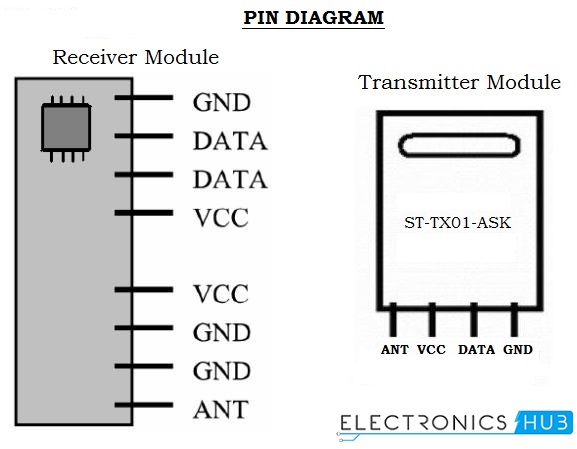 PIN DIAGRAM
Receiver Module
GND
DATA
DATA
VCC
VCC
GND
GND
ANT
Transmitter Module
ST-TX01-ASK
ANT VCC DATA GND
ELECTRONICS HUB